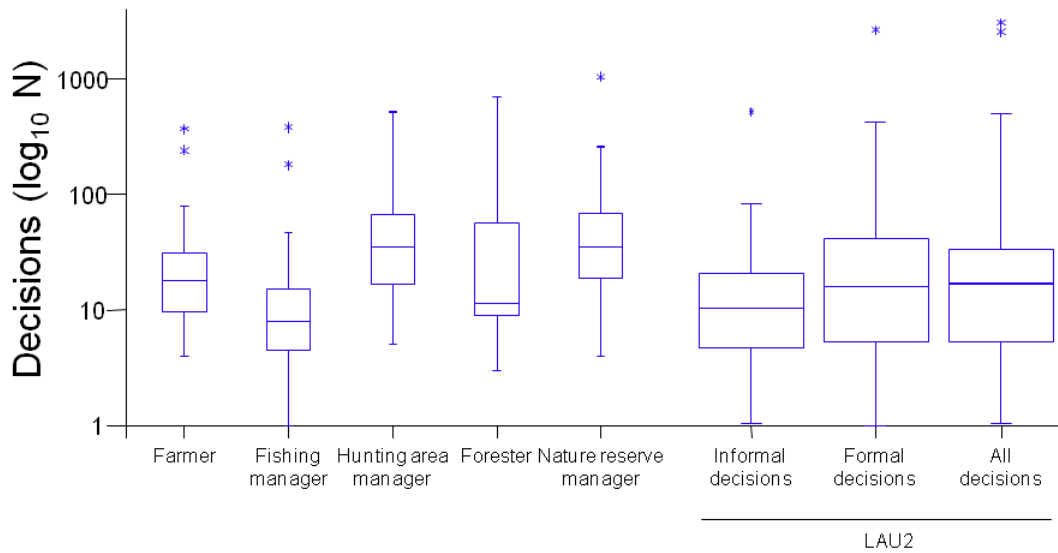 Decisions (log10 N)
1000
100
10
1
Farmer
Fishing
manager
Hunting area
manager
Forester
Nature reserve
manager
Informal
decisions
Formal
decisions
All
decisions
LAU2